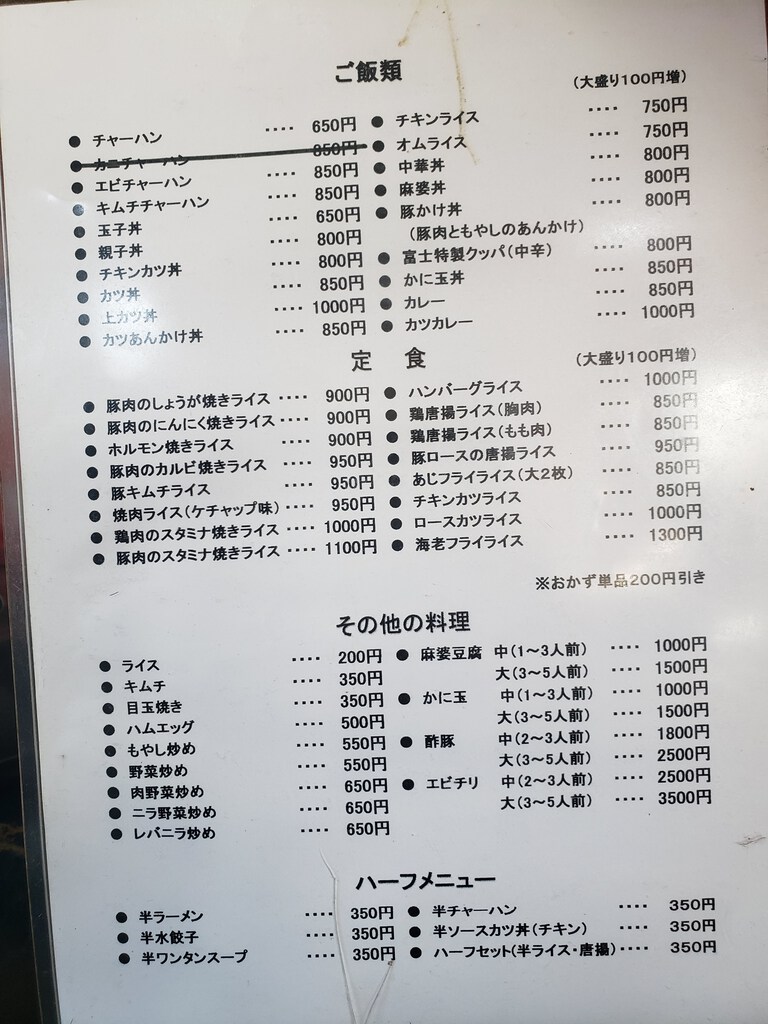 ご飯類
(大盛り100円増)
● チャーハン ···· 650円
● カニチャーハン 850円
● エビチャーハン ···· 850円
● キムチチャーハン ···· 850円
● 玉子丼 ···· 650円
● 親子丼 ···· 800円
● チキンカツ丼 ···· 800円
● カツ丼 ···· 850円
● 上カツ丼 ···· 1000円
● カツあんかけ丼 ···· 850円
● チキンライス ···· 750円
● オムライス ···· 750円
● 中華丼 ···· 800円
● 麻婆丼 ···· 800円
● 豚かけ丼 ···· 800円
(豚肉ともやしのあんかけ)
● 富士特製クッパ(中辛) ···· 800円
● かに玉丼 ···· 850円
● カレー ···· 850円
● カツカレー ···· 1000円
定 食
(大盛り100円増)
● 豚肉のしょうが焼きライス ···· 900円
● 豚肉のにんにく焼きライス ···· 900円
● ホルモン焼きライス ···· 900円
● 豚肉のカルビ焼きライス ···· 950円
● 豚キムチライス ···· 950円
● 焼肉ライス(ケチャップ味) ···· 950円
● 鶏肉のスタミナ焼きライス ···· 1000円
● 豚肉のスタミナ焼きライス ···· 1100円
● ハンバーグライス ···· 1000円
● 鶏唐揚ライス(胸肉) ···· 850円
● 鶏唐揚ライス(もも肉) ···· 850円
● 豚ロースの唐揚ライス ···· 950円
● あじフライライス(大2枚) ···· 850円
● チキンカツライス ···· 850円
● ロースカツライス ···· 1000円
● 海老フライライス ···· 1300円
※おかず単品200円引き
その他の料理
● ライス ···· 200円
● キムチ ···· 350円
● 目玉焼き ···· 350円
● ハムエッグ ···· 500円
● もやし炒め ···· 550円
● 野菜炒め ···· 550円
● 肉野菜炒め ···· 650円
● ニラ野菜炒め ···· 650円
● レバニラ炒め ···· 650円
● 麻婆豆腐 中(1～3人前) ···· 1000円
大(3～5人前) ···· 1500円
● かに玉 中(1～3人前) ···· 1000円
大(3～5人前) ···· 1500円
● 酢豚 中(2～3人前) ···· 1800円
大(3～5人前) ···· 2500円
● エビチリ 中(2～3人前) ···· 2500円
大(3～5人前) ···· 3500円
ハーフメニュー
● 半ラーメン ···· 350円
● 半水餃子 ···· 350円
● 半ワンタンスープ ···· 350円
● 半チャーハン ···· 350円
● 半ソースカツ丼(チキン) ···· 350円
● ハーフセット(半ライス・唐揚) ···· 350円